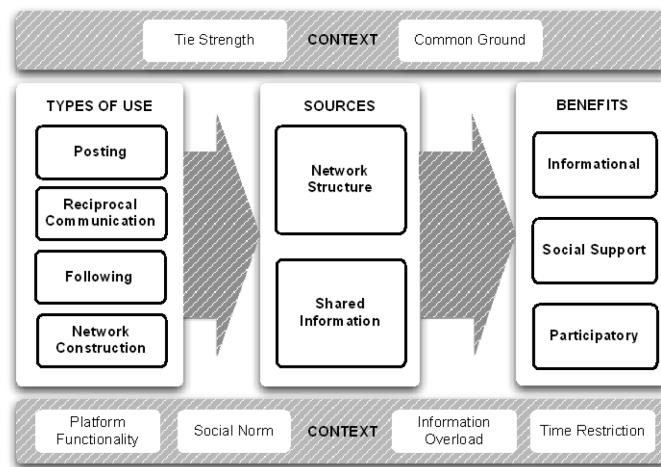 Tie Strength
CONTEXT
Common Ground
TYPES OF USE
Posting
Reciprocal
Communication
Following
Network
Construction
SOURCES
Network
Structure
Shared
Information
BENEFITS
Informational
Social Support
Participatory
Platform
Functionality
Social Norm
CONTEXT
Information
Overload
Time Restriction